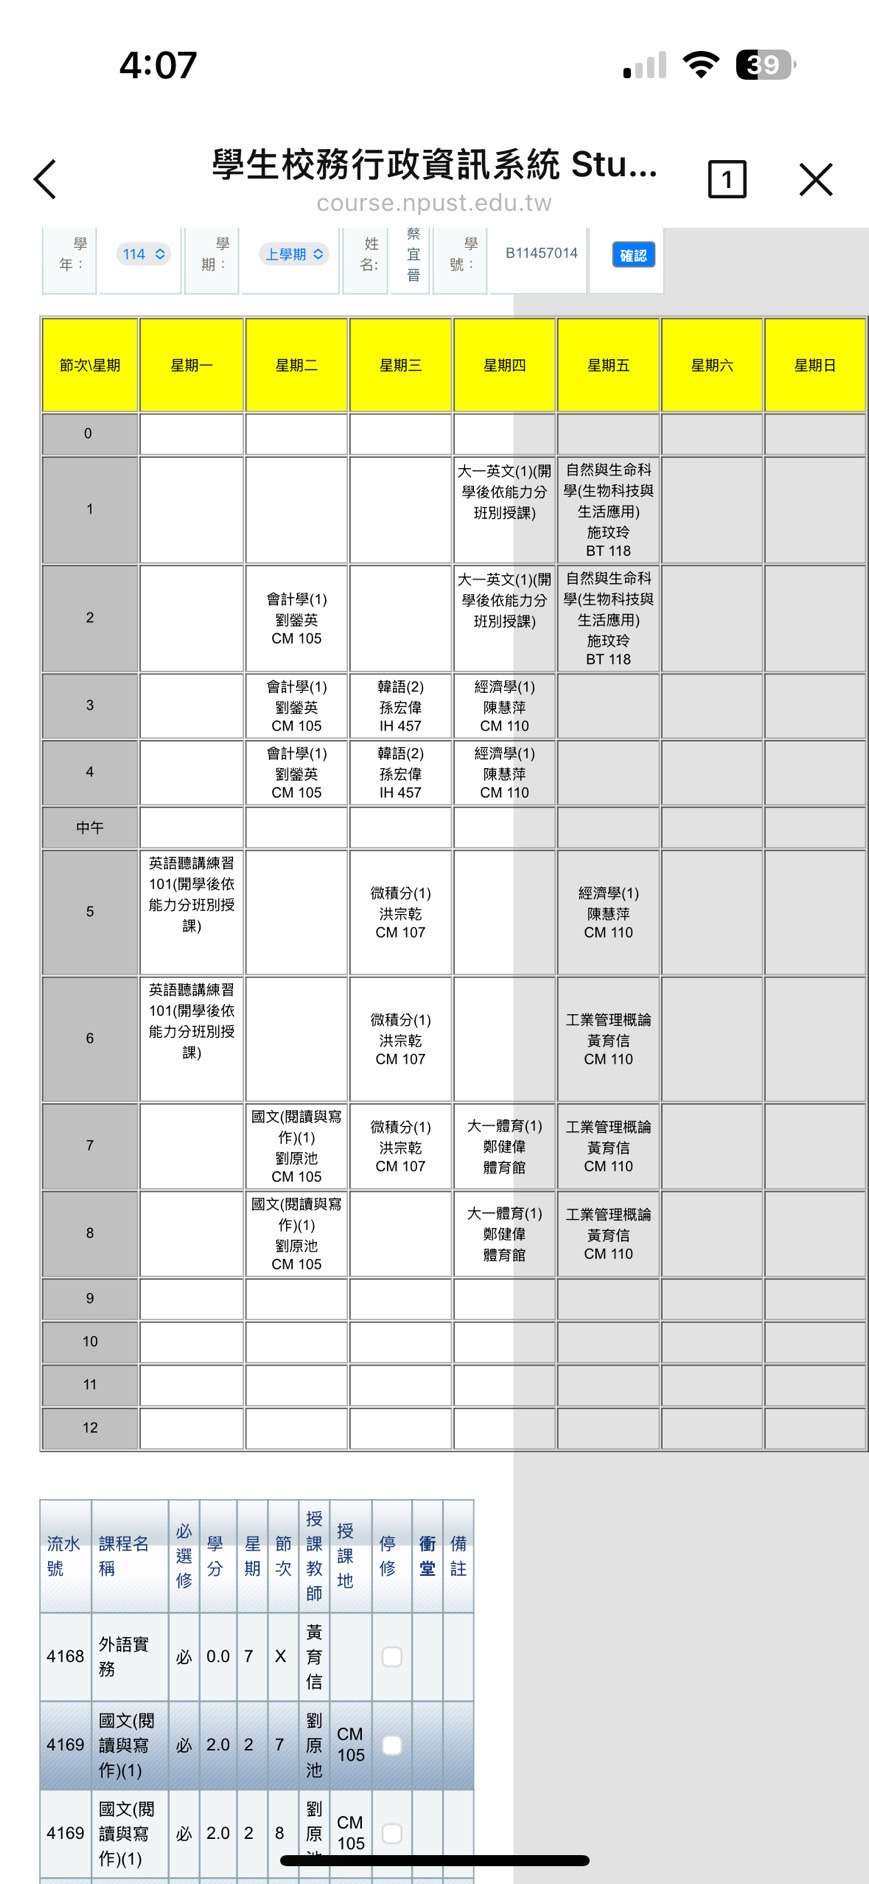 4:07
39
學生校務行政資訊系統 Stu...
course.npust.edu.tw
1
學年： 114 學期： 上學期 姓名: 蔡宜晉 學號： B11457014 確認
節次\星期 星期一 星期二 星期三 星期四 星期五 星期六 星期日
0
1
大一英文(1)(開
學後依能力分
班別授課)
自然與生命科
學(生物科技與
生活應用)
施玟玲
BT 118
2
會計學(1)
劉鎣英
CM 105
大一英文(1)(開
學後依能力分
班別授課)
自然與生命科
學(生物科技與
生活應用)
施玟玲
BT 118
3
會計學(1)
劉鎣英
CM 105
韓語(2)
孫宏偉
IH 457
經濟學(1)
陳慧萍
CM 110
4
會計學(1)
劉鎣英
CM 105
韓語(2)
孫宏偉
IH 457
經濟學(1)
陳慧萍
CM 110
中午
5
英語聽講練習
101(開學後依
能力分班別授
課)
微積分(1)
洪宗乾
CM 107
經濟學(1)
陳慧萍
CM 110
6
英語聽講練習
101(開學後依
能力分班別授
課)
微積分(1)
洪宗乾
CM 107
工業管理概論
黃育信
CM 110
7
國文(閱讀與寫
作)(1)
劉原池
CM 105
微積分(1)
洪宗乾
CM 107
大一體育(1)
鄭健偉
體育館
工業管理概論
黃育信
CM 110
8
國文(閱讀與寫
作)(1)
劉原池
CM 105
大一體育(1)
鄭健偉
體育館
工業管理概論
黃育信
CM 110
9
10
11
12
流水號 課程名稱 必選修 學分 星期 節次 授課教師 授課地 停修 衝堂 備註
4168 外語實務 必 0.0 7 X 黃育信
4169 國文(閱讀與寫作)(1) 必 2.0 2 7 劉原池 CM 105
4169 國文(閱讀與寫作)(1) 必 2.0 2 8 劉原池 CM 105